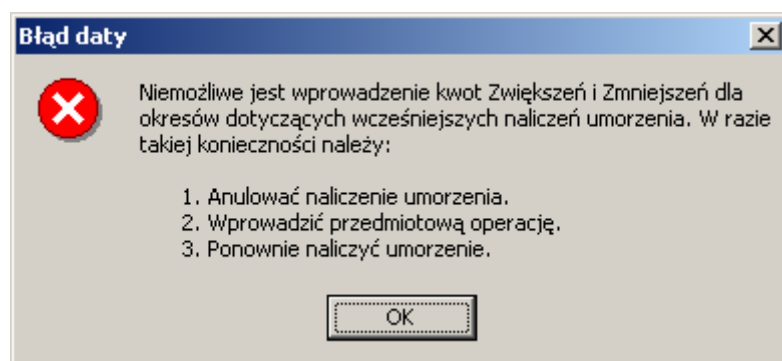 Błąd daty
Niemożliwe jest wprowadzenie kwot Zwiększeń i Zmniejszeń dla
okresów dotyczących wcześniejszych naliczeń umorzenia. W razie
takiej konieczności należy:
1. Anulować naliczenie umorzenia.
2. Wprowadzić przedmiotową operację.
3. Ponownie naliczyć umorzenie.
OK